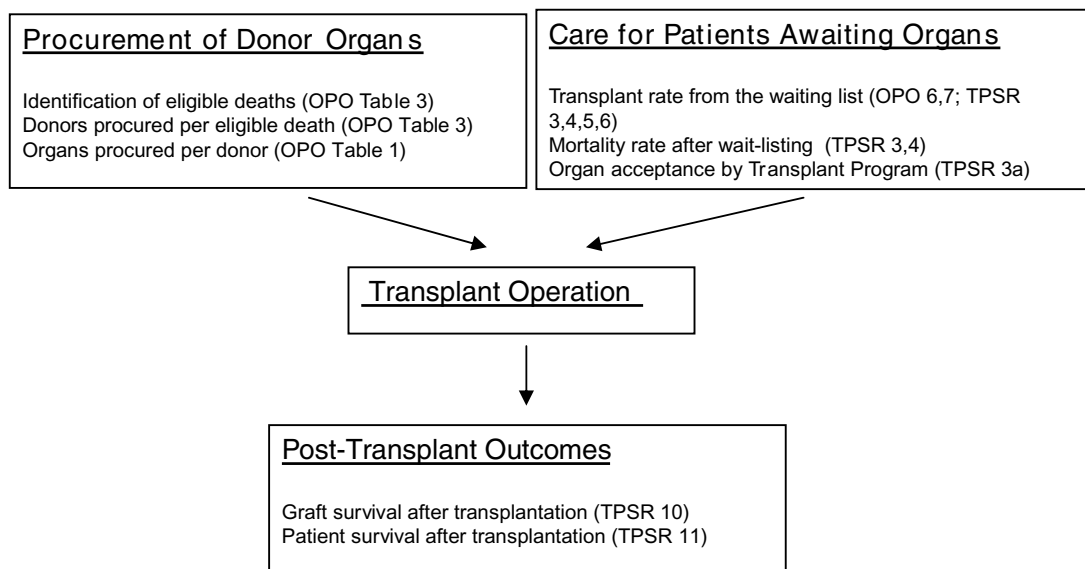 Procurement of Donor Organs
Identification of eligible deaths (OPO Table 3)
Donors procured per eligible death (OPO Table 3)
Organs procured per donor (OPO Table 1)
Care for Patients Awaiting Organs
Transplant rate from the waiting list (OPO 6,7; TPSR
3,4,5,6)
Mortality rate after wait-listing (TPSR 3,4)
Organ acceptance by Transplant Program (TPSR 3a)
Transplant Operation
Post-Transplant Outcomes
Graft survival after transplantation (TPSR 10)
Patient survival after transplantation (TPSR 11)